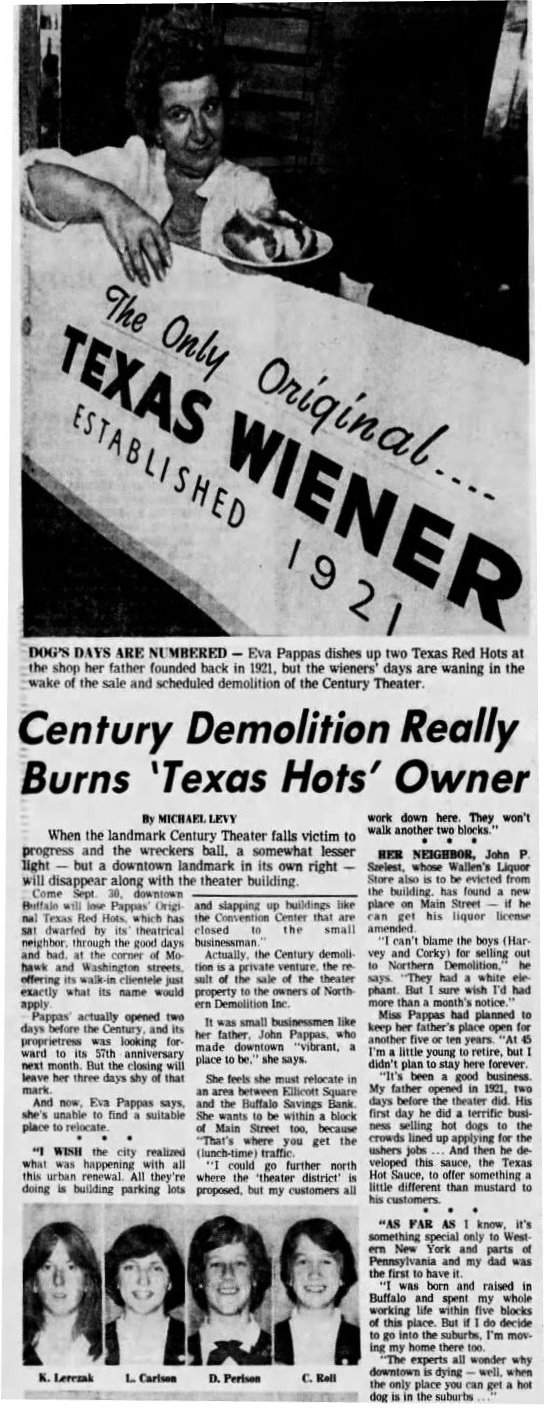 The Only Original....
TEXAS WIENER
ESTABLISHED 1921
DOG'S DAYS ARE NUMBERED — Eva Pappas dishes up two Texas Red Hots at
the shop her father founded back in 1921, but the wieners' days are waning in the
wake of the sale and scheduled demolition of the Century Theater.
Century Demolition Really
Burns 'Texas Hots' Owner
By MICHAEL LEVY
When the landmark Century Theater falls victim to
progress and the wreckers ball, a somewhat lesser
light — but a downtown landmark in its own right —
will disappear along with the theater building.
Come Sept. 30, downtown
Buffalo will lose Pappas' Origi-
nal Texas Red Hots, which has
sat dwarfed by its' theatrical
neighbor, through the good days
and bad, at the corner of Mo-
hawk and Washington streets,
offering its walk-in clientele just
exactly what its name would
apply.
Pappas' actually opened two
days before the Century, and its
proprietress was looking for-
ward to its 57th anniversary
next month. But the closing will
leave her three days shy of that
mark.
And now, Eva Pappas says,
she's unable to find a suitable
place to relocate.
* * *
"I WISH the city realized
what was happening with all
this urban renewal. All they're
doing is building parking lots
and slapping up buildings like
the Convention Center that are
closed to the small
businessman."
Actually, the Century demoli-
tion is a private venture, the re-
sult of the sale of the theater
property to the owners of North-
ern Demolition Inc.
It was small businessmen like
her father, John Pappas, who
made downtown "vibrant, a
place to be," she says.
She feels she must relocate in
an area between Ellicott Square
and the Buffalo Savings Bank.
She wants to be within a block
of Main Street too, because
"That's where you get the
(lunch-time) traffic.
"I could go further north
where the 'theater district' is
proposed, but my customers all
work down here. They won't
walk another two blocks."
* * *
HER NEIGHBOR, John P.
Szelest, whose Wallen's Liquor
Store also is to be evicted from
the building, has found a new
place on Main Street — if he
can get his liquor license
amended.
"I can't blame the boys (Har-
vey and Corky) for selling out
to Northern Demolition," he
says. "They had a white ele-
phant. But I sure wish I'd had
more than a month's notice."
Miss Pappas had planned to
keep her father's place open for
another five or ten years. "At 45
I'm a little young to retire, but I
didn't plan to stay here forever.
"It's been a good business.
My father opened in 1921, two
days before the theater did. His
first day he did a terrific busi-
ness selling hot dogs to the
crowds lined up applying for the
ushers jobs ... And then he de-
veloped this sauce, the Texas
Hot Sauce, to offer something a
little different than mustard to
his customers.
* * *
"AS FAR AS I know, it's
something special only to West-
ern New York and parts of
Pennsylvania and my dad was
the first to have it.
"I was born and raised in
Buffalo and spent my whole
working life within five blocks
of this place. But if I do decide
to go into the suburbs, I'm mov-
ing my home there too.
"The experts all wonder why
downtown is dying — well, when
the only place you can get a hot
dog is in the suburbs ..."
K. Lerczak L. Carlson D. Perison C. Roll